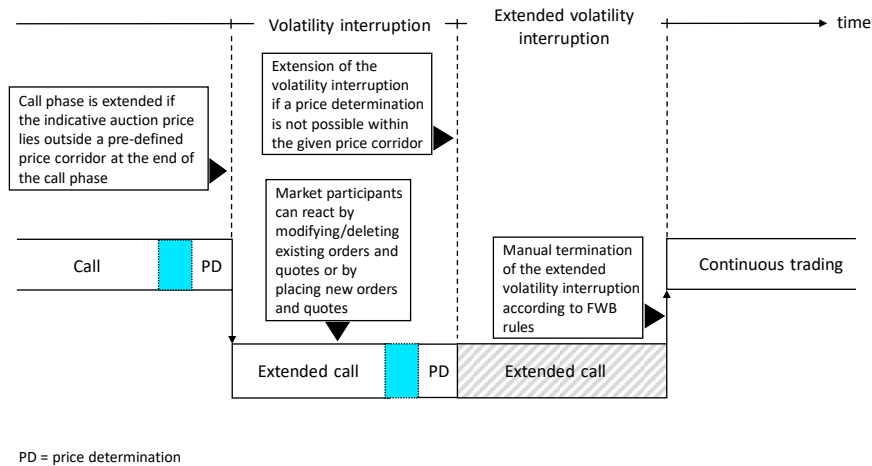 Volatility interruption
Extended volatility
interruption
time
Call phase is extended if
the indicative auction price
lies outside a pre-defined
price corridor at the end of
the call phase
Extension of the
volatility interruption
if a price determination
is not possible within
the given price corridor
Market participants
can react by
modifying/deleting
existing orders and
quotes or by
placing new orders
and quotes
Manual termination
of the extended
volatility interruption
according to FWB
rules
Call
PD
Continuous trading
Extended call
PD
Extended call
PD = price determination